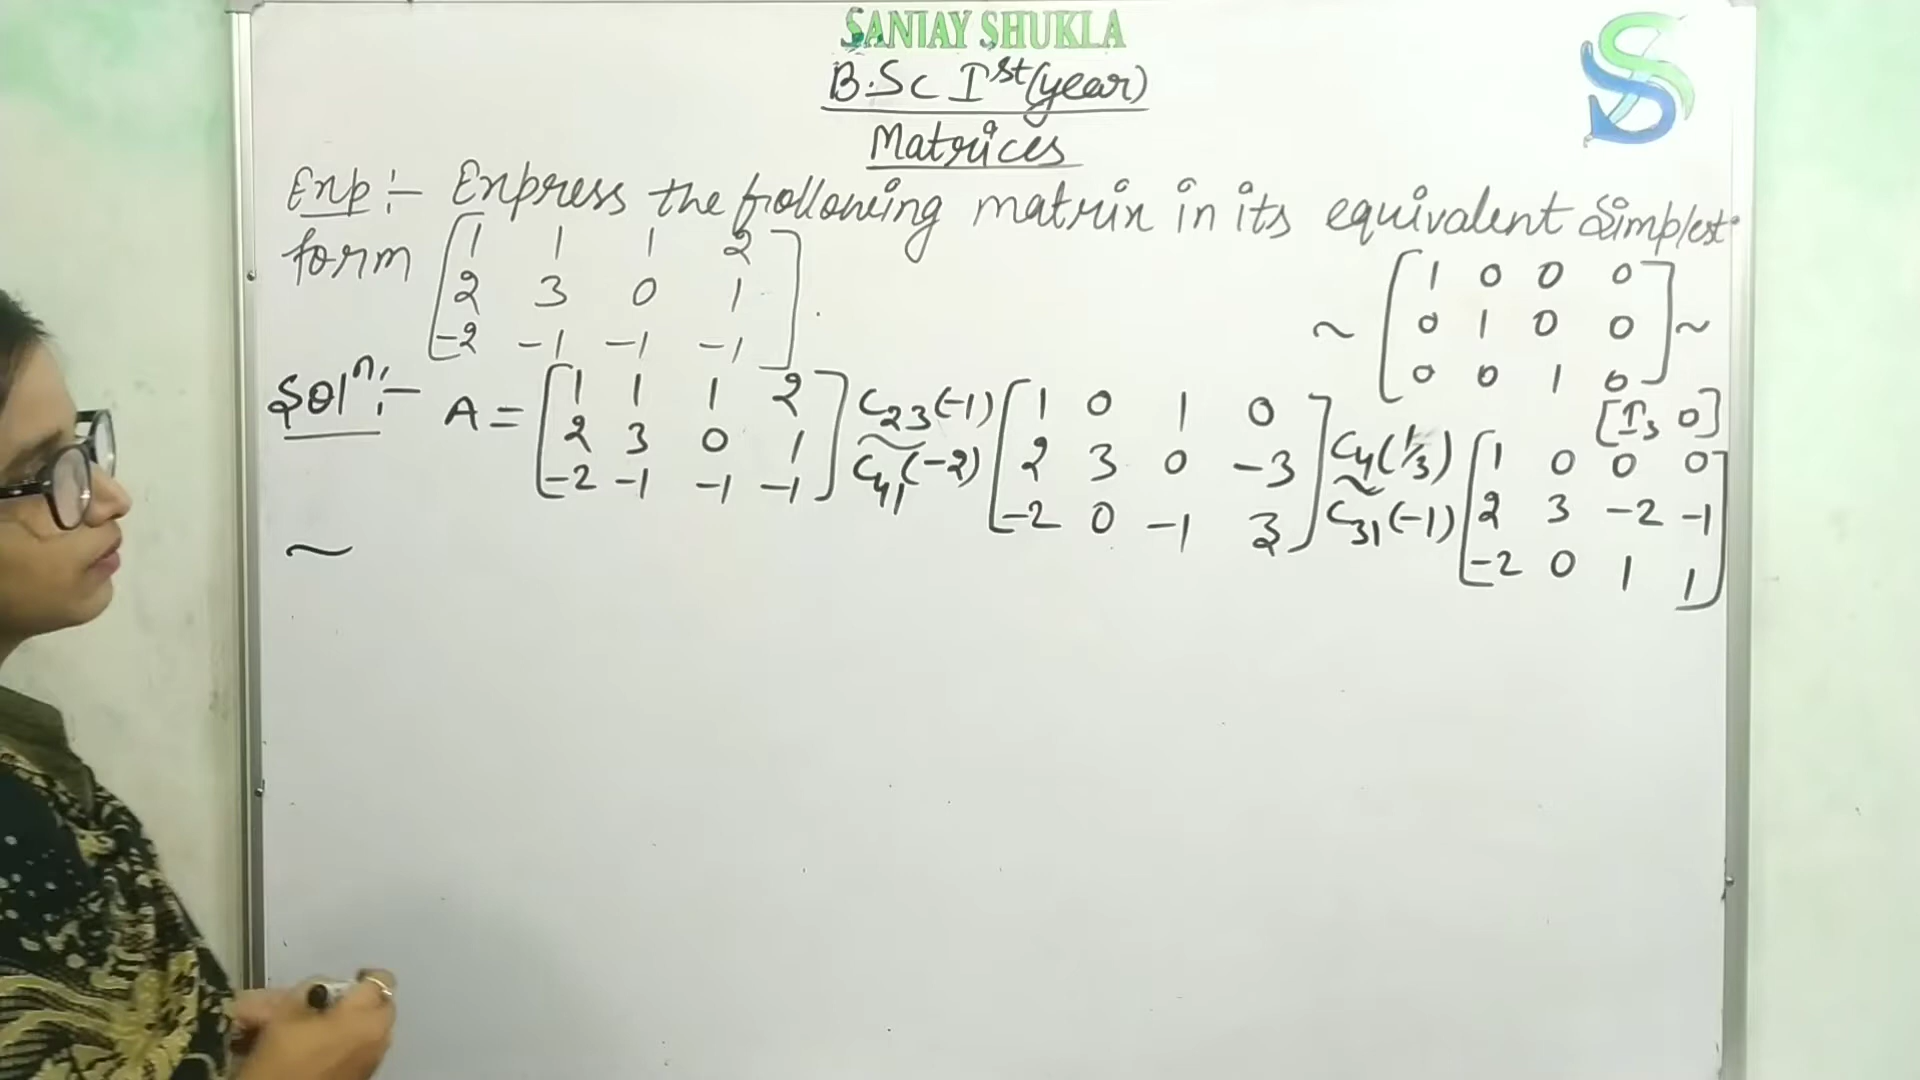 SANJAY SHUKLA
B.Sc Ist (year)
Matrices
Exp:- Express the following matrix in its equivalent Simplest
form [1 1 1 2
2 3 0 1
-2 -1 -1 -1].
~ [1 0 0 0
0 1 0 0
0 0 1 0] ~
[I3 0]
Soln:- A = [1 1 1 2
2 3 0 1
-2 -1 -1 -1]
C23(-1)
~
C41(-2)
[1 0 1 0
2 3 0 -3
-2 0 -1 3]
C4(1/3)
~
C31(-1)
[1 0 0 0
2 3 -2 -1
-2 0 1 1]
~